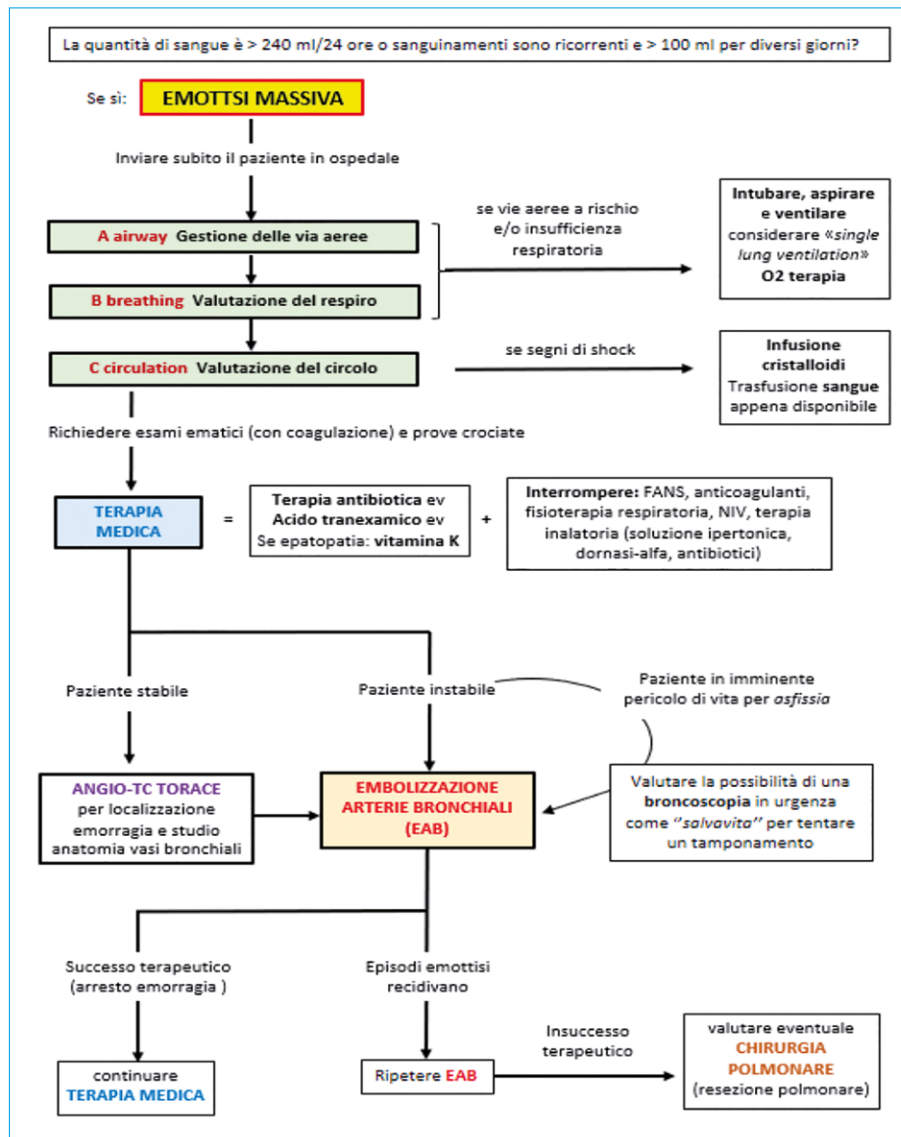 La quantità di sangue è > 240 ml/24 ore o sanguinamenti sono ricorrenti e > 100 ml per diversi giorni?
Se sì:
EMOTTSI MASSIVA
Inviare subito il paziente in ospedale
A airway Gestione delle via aeree
B breathing Valutazione del respiro
C circulation Valutazione del circolo
se vie aeree a rischio
e/o insufficienza
respiratoria
Intubare, aspirare
e ventilare
considerare «single
lung ventilation»
O2 terapia
se segni di shock
Infusione
cristalloidi
Trasfusione sangue
appena disponibile
Richiedere esami ematici (con coagulazione) e prove crociate
TERAPIA
MEDICA
=
Terapia antibiotica ev
Acido tranexamico ev
Se epatopatia: vitamina K
+
Interrompere: FANS, anticoagulanti,
fisioterapia respiratoria, NIV, terapia
inalatoria (soluzione ipertonica,
dornasi-alfa, antibiotici)
Paziente stabile
Paziente instabile
Paziente in imminente
pericolo di vita per asfissia
ANGIO-TC TORACE
per localizzazione
emorragia e studio
anatomia vasi bronchiali
EMBOLIZZAZIONE
ARTERIE BRONCHIALI
(EAB)
Valutare la possibilità di una
broncoscopia in urgenza
come “salvavita” per tentare
un tamponamento
Successo terapeutico
(arresto emorragia )
Episodi emottisi
recidivano
continuare
TERAPIA MEDICA
Ripetere EAB
Insuccesso
terapeutico
valutare eventuale
CHIRURGIA
POLMONARE
(resezione polmonare)